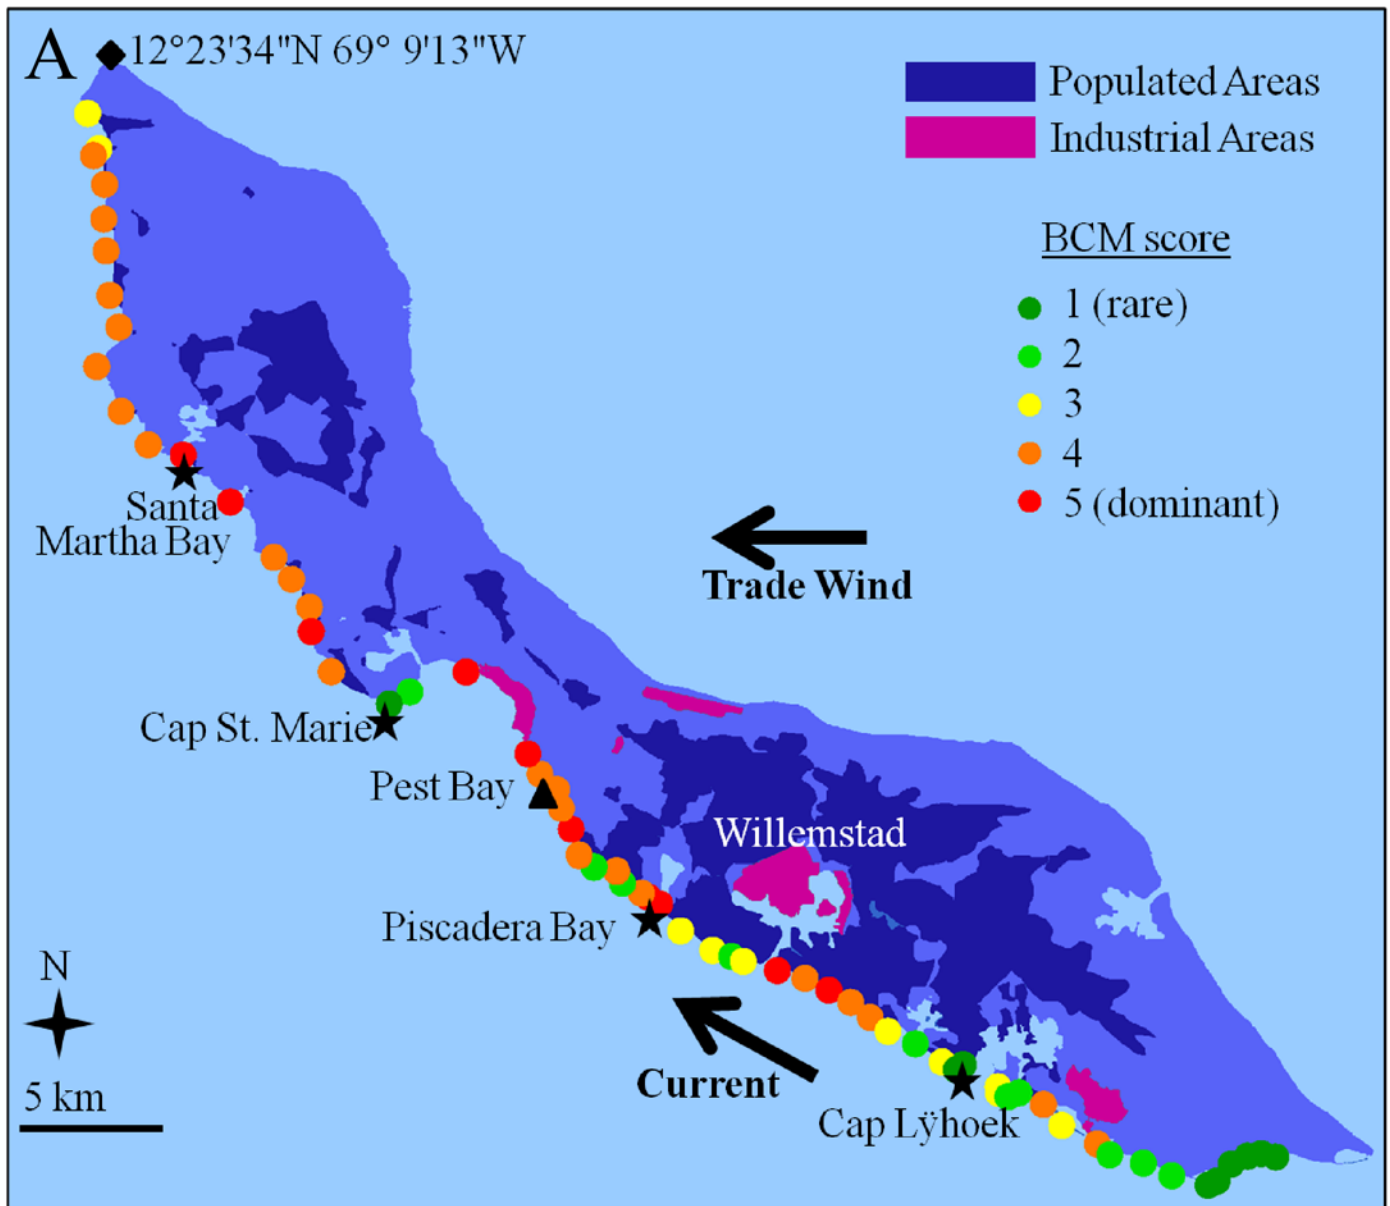 A
12°23'34"N 69° 9'13"W
Populated Areas
Industrial Areas
BCM score
1 (rare)
2
3
4
5 (dominant)
Santa
Martha Bay
Trade Wind
Cap St. Marie
Pest Bay
Willemstad
Piscadera Bay
N
5 km
Current
Cap Lÿhoek